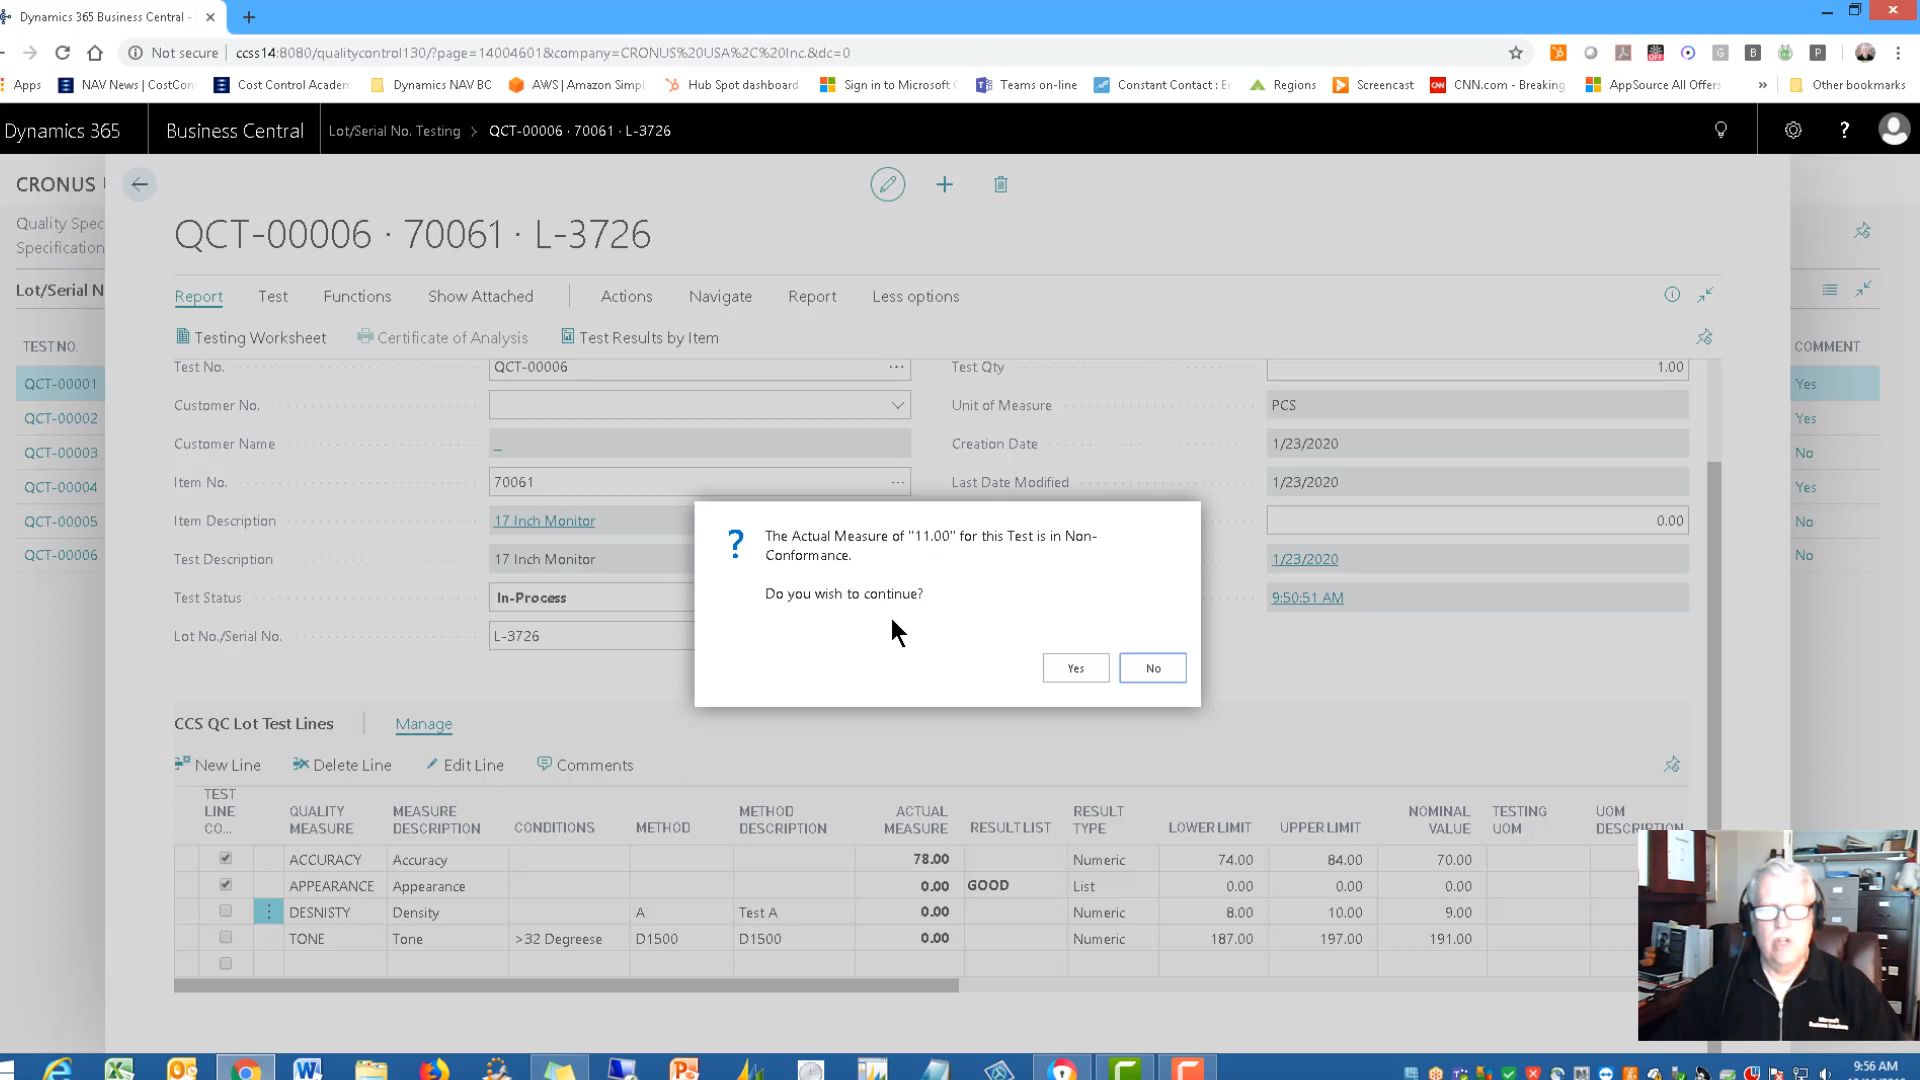 Dynamics 365 Business Central -
Not secure ccss14:8080/qualitycontrol130/?page=14004601&company=CRONUS%20USA%2C%20Inc.&dc=0
Apps NAV News | CostCont Cost Control Academ Dynamics NAV BC AWS | Amazon Simpl Hub Spot dashboard Sign in to Microsoft C Teams on-line Constant Contact : Er Regions Screencast CNN.com - Breaking AppSource All Offers » Other bookmarks
Dynamics 365 Business Central Lot/Serial No. Testing > QCT-00006 · 70061 · L-3726
CRONUS U
Quality Spec
Specification
QCT-00006 · 70061 · L-3726
Lot/Serial N
Report Test Functions Show Attached Actions Navigate Report Less options
Testing Worksheet Certificate of Analysis Test Results by Item
TEST NO.
QCT-00001
QCT-00002
QCT-00003
QCT-00004
QCT-00005
QCT-00006
COMMENT
Yes
Yes
No
Yes
No
No
Test No. QCT-00006 Test Qty 1.00
Customer No. Unit of Measure PCS
Customer Name _ Creation Date 1/23/2020
Item No. 70061 Last Date Modified 1/23/2020
Item Description 17 Inch Monitor 0.00
Test Description 17 Inch Monitor 1/23/2020
Test Status In-Process 9:50:51 AM
Lot No./Serial No. L-3726
?
The Actual Measure of "11.00" for this Test is in Non-
Conformance.
Do you wish to continue?
Yes No
CCS QC Lot Test Lines Manage
New Line Delete Line Edit Line Comments
TEST LINE CO... QUALITY MEASURE MEASURE DESCRIPTION CONDITIONS METHOD METHOD DESCRIPTION ACTUAL MEASURE RESULT LIST RESULT TYPE LOWER LIMIT UPPER LIMIT NOMINAL VALUE TESTING UOM UOM DESCRIPTION
ACCURACY Accuracy 78.00 Numeric 74.00 84.00 70.00
APPEARANCE Appearance 0.00 GOOD List 0.00 0.00 0.00
DESNISTY Density A Test A 0.00 Numeric 8.00 10.00 9.00
TONE Tone >32 Degreese D1500 D1500 0.00 Numeric 187.00 197.00 191.00
9:56 AM